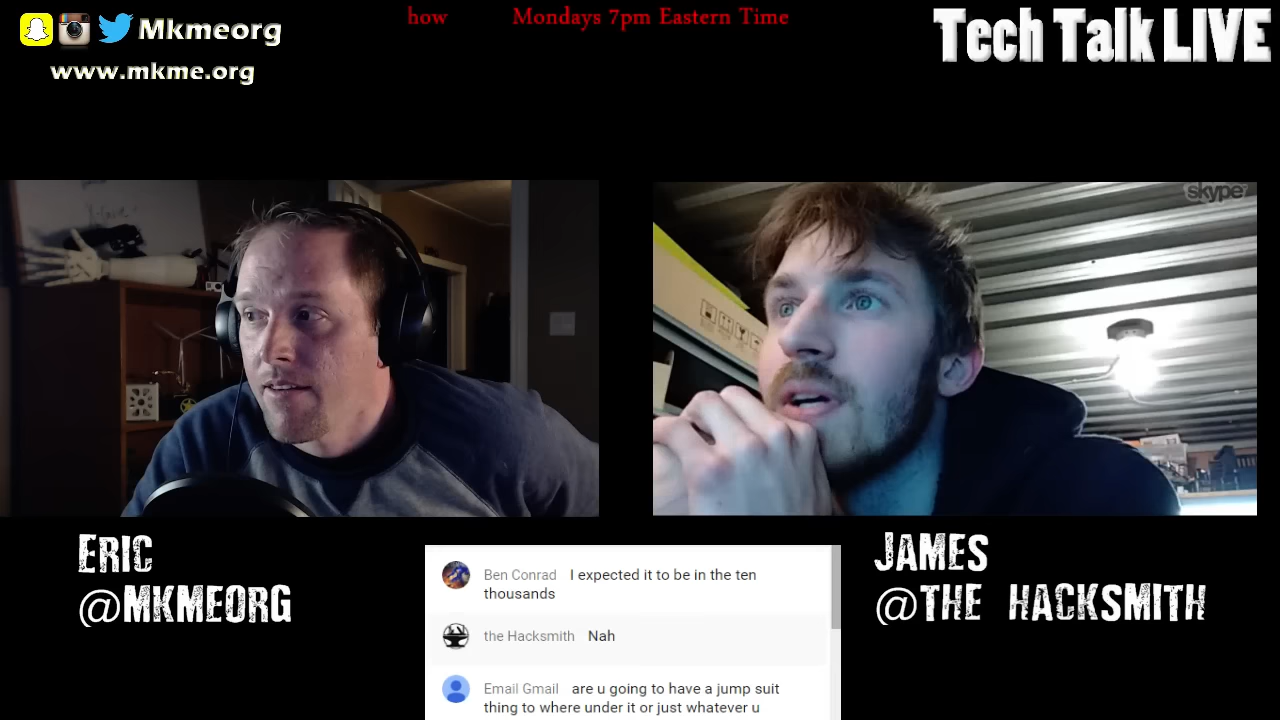 how Mondays 7pm Eastern Time
Mkmeorg
www.mkme.org
Tech Talk LIVE
skype
ERIC
@MKMEORG
JAMES
@THE HACKSMITH
Ben Conrad I expected it to be in the ten
thousands
the Hacksmith Nah
Email Gmail are u going to have a jump suit
thing to where under it or just whatever u